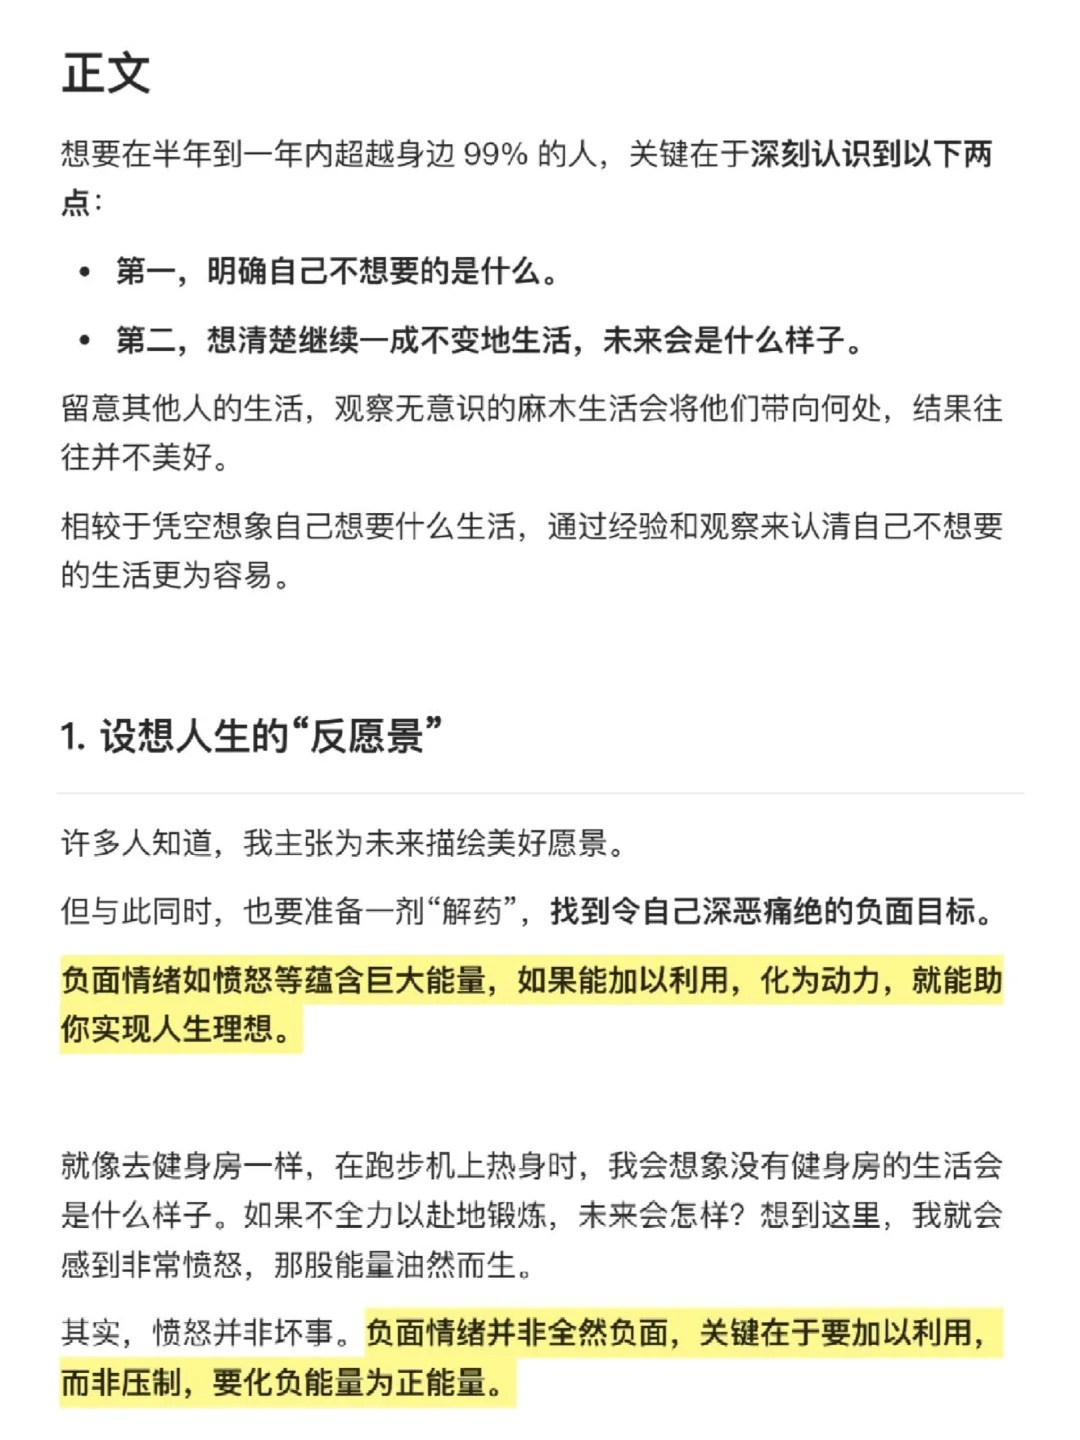 正文
想要在半年到一年内超越身边 99% 的人，关键在于深刻认识到以下两
点：
• 第一，明确自己不想要的是什么。
• 第二，想清楚继续一成不变地生活，未来会是什么样子。
留意其他人的生活，观察无意识的麻木生活会将他们带向何处，结果往
往并不美好。
相较于凭空想象自己想要什么生活，通过经验和观察来认清自己不想要
的生活更为容易。
1. 设想人生的“反愿景”
许多人知道，我主张为未来描绘美好愿景。
但与此同时，也要准备一剂“解药”，找到令自己深恶痛绝的负面目标。
负面情绪如愤怒等蕴含巨大能量，如果能加以利用，化为动力，就能助
你实现人生理想。
就像去健身房一样，在跑步机上热身时，我会想象没有健身房的生活会
是什么样子。如果不全力以赴地锻炼，未来会怎样？想到这里，我就会
感到非常愤怒，那股能量油然而生。
其实，愤怒并非坏事。负面情绪并非全然负面，关键在于要加以利用，
而非压制，要化负能量为正能量。